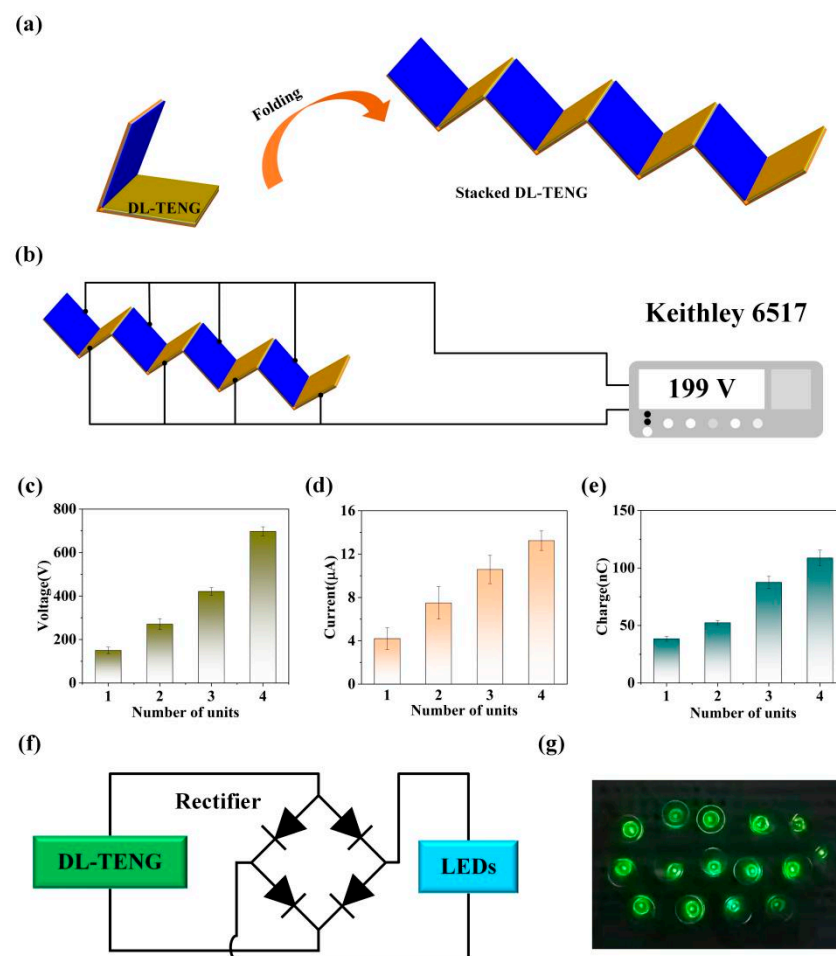 (a)
Folding
DL-TENG
Stacked DL-TENG
(b)
Keithley 6517
199 V
(c)
800
600
400
200
0
Voltage(V)
1 2 3 4
Number of units
(d)
16
12
8
4
0
Current(μA)
1 2 3 4
Number of units
(e)
150
100
50
0
Charge(nC)
1 2 3 4
Number of units
(f)
Rectifier
DL-TENG
LEDs
(g)